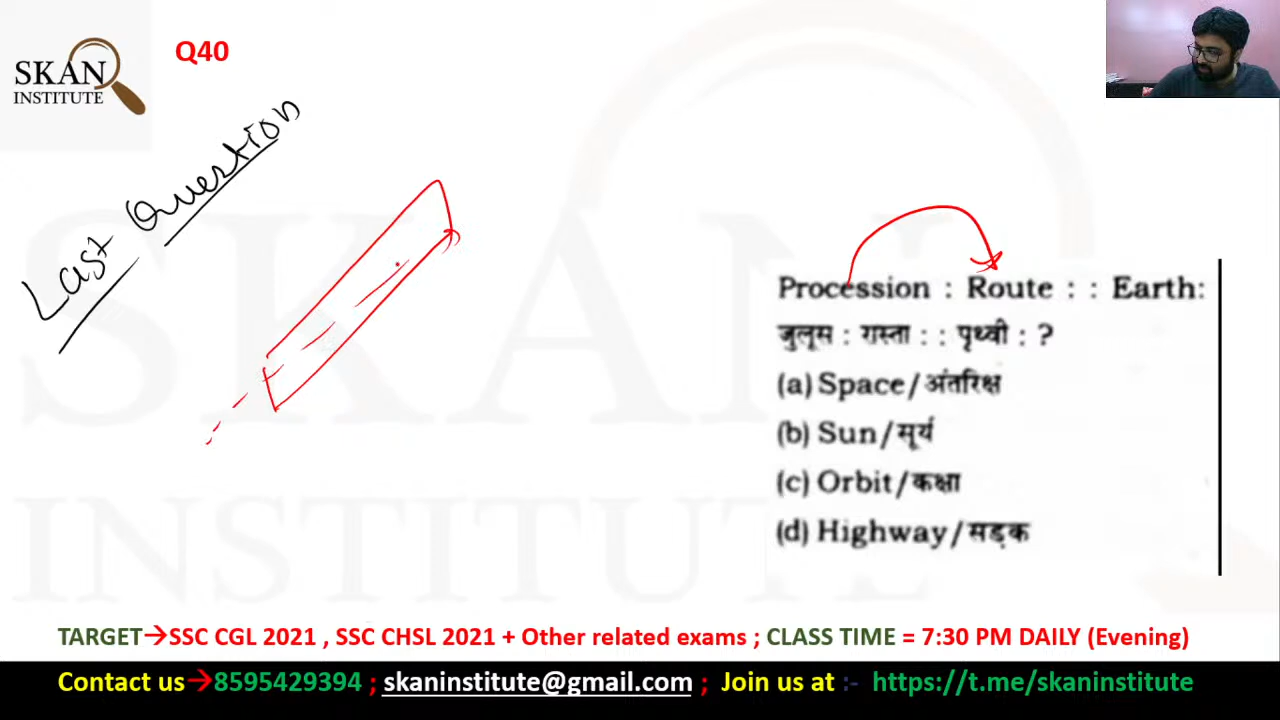 SKAN
INSTITUTE
Q40
Last Question
Procession : Route : : Earth:
जुलूस : रास्ता : : पृथ्वी : ?
(a) Space/अंतरिक्ष
(b) Sun/सूर्य
(c) Orbit/कक्षा
(d) Highway/सड़क
SKAN
INSTITUTE
TARGET→SSC CGL 2021 , SSC CHSL 2021 + Other related exams ; CLASS TIME = 7:30 PM DAILY (Evening)
Contact us→8595429394 ; skaninstitute@gmail.com ; Join us at :- https://t.me/skaninstitute